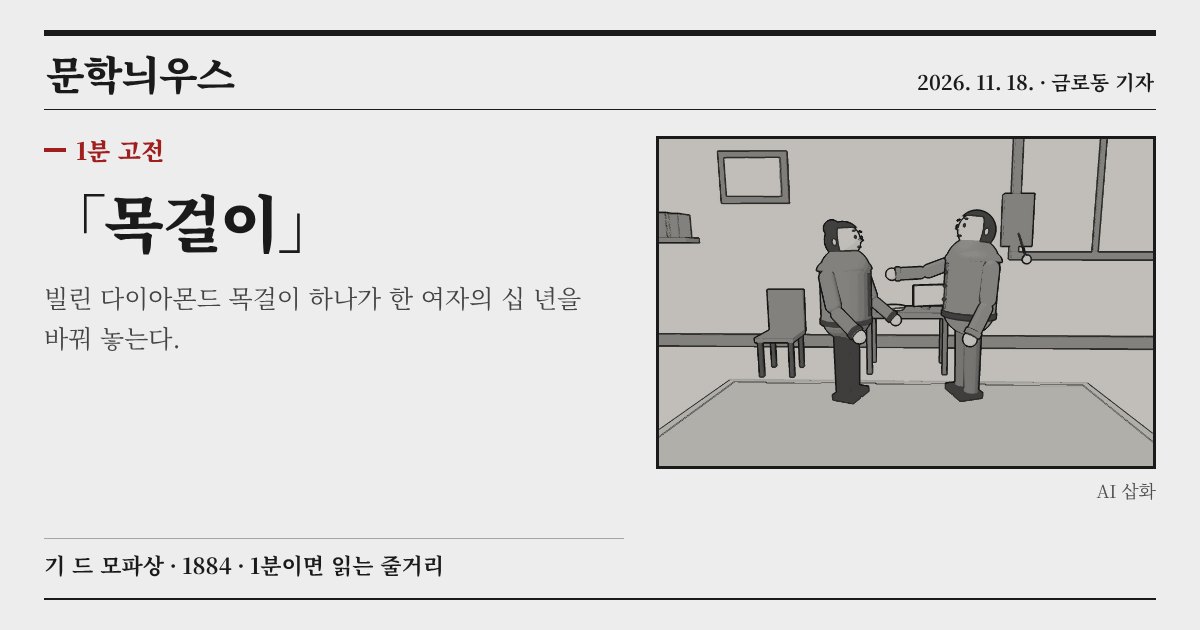 문학늬우스
2026. 11. 18. · 금로동 기자
1분 고전
「목걸이」
빌린 다이아몬드 목걸이 하나가 한 여자의 십 년을
바꿔 놓는다.
AI 삽화
기 드 모파상 · 1884 · 1분이면 읽는 줄거리